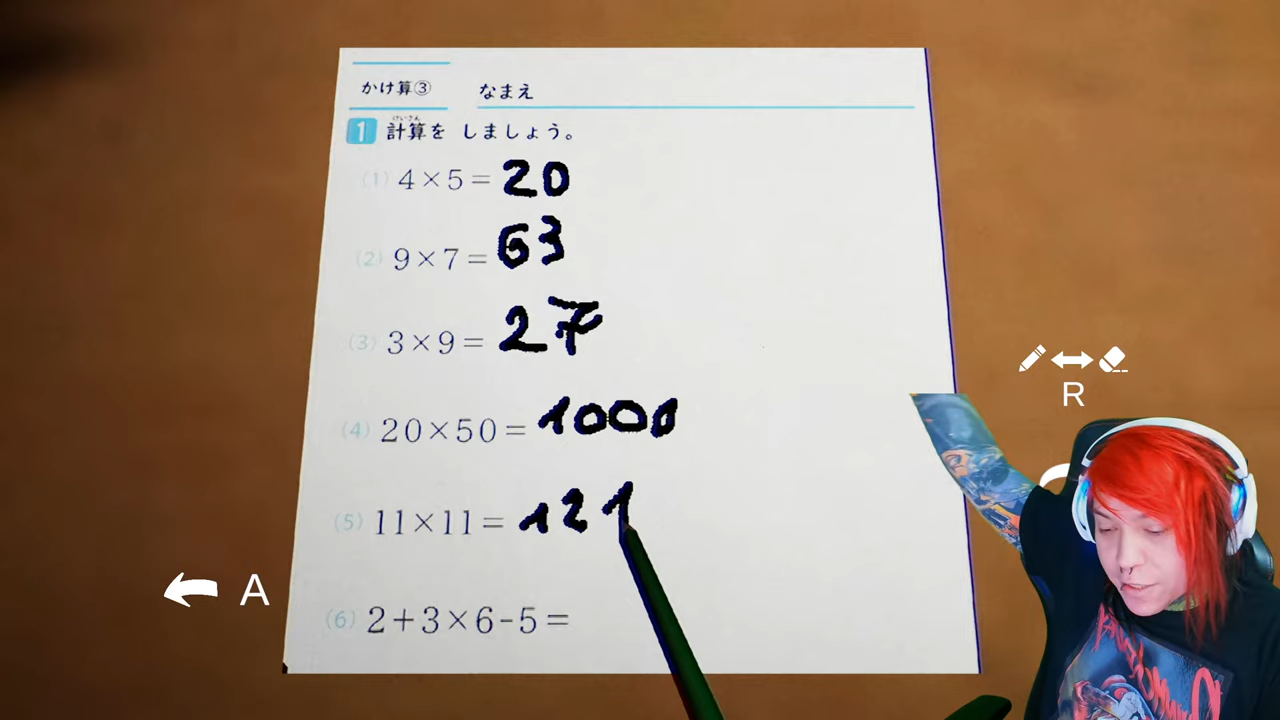 かけ算③ なまえ
1 計算を しましょう。
けいさん
(1) 4×5= 20
(2) 9×7= 63
(3) 3×9= 27
(4) 20×50= 1000
(5) 11×11= 121
(6) 2+3×6-5=
R
A